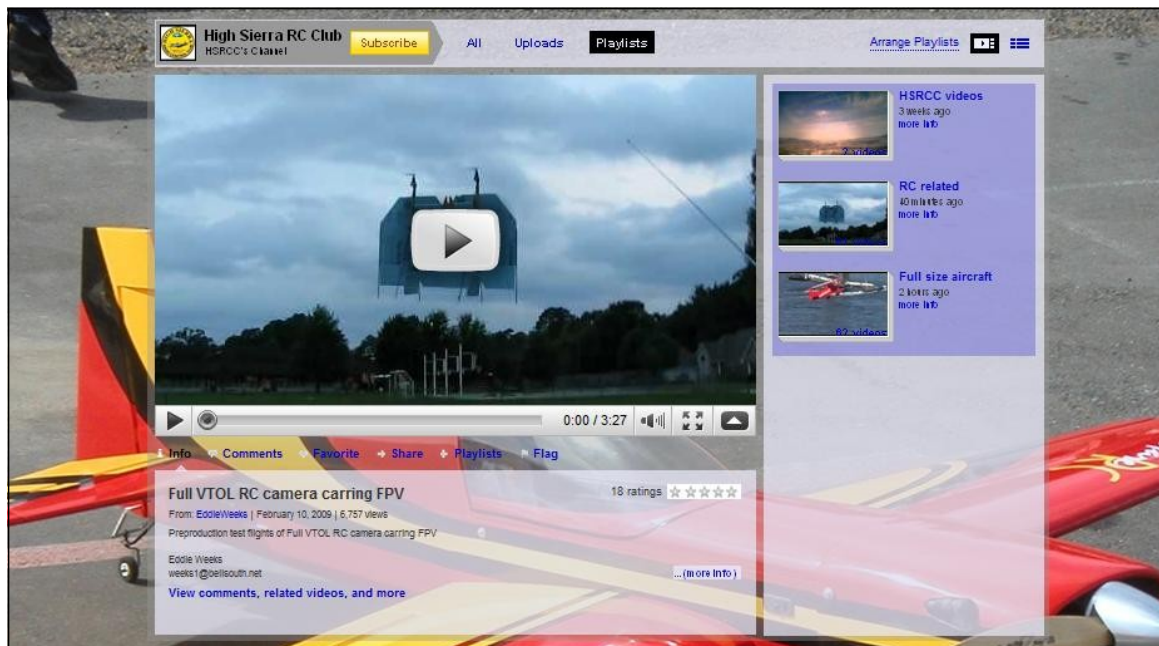 High Sierra RC Club
HSRCC's Channel
Subscribe
All
Uploads
Playlists
Arrange Playlists
HSRCC videos
3 weeks ago
more info
2 videos
RC related
40 minutes ago
more info
videos
Full size aircraft
2 hours ago
more info
62 videos
0:00 / 3:27
Info
Comments
Favorite
Share
Playlists
Flag
Full VTOL RC camera carring FPV
18 ratings
From: EddieWeeks | February 10, 2009 | 6,757 views
Preproduction test flights of Full VTOL RC camera carring FPV
Eddie Weeks
weeks1@bellsouth.net
...(more info)
View comments, related videos, and more